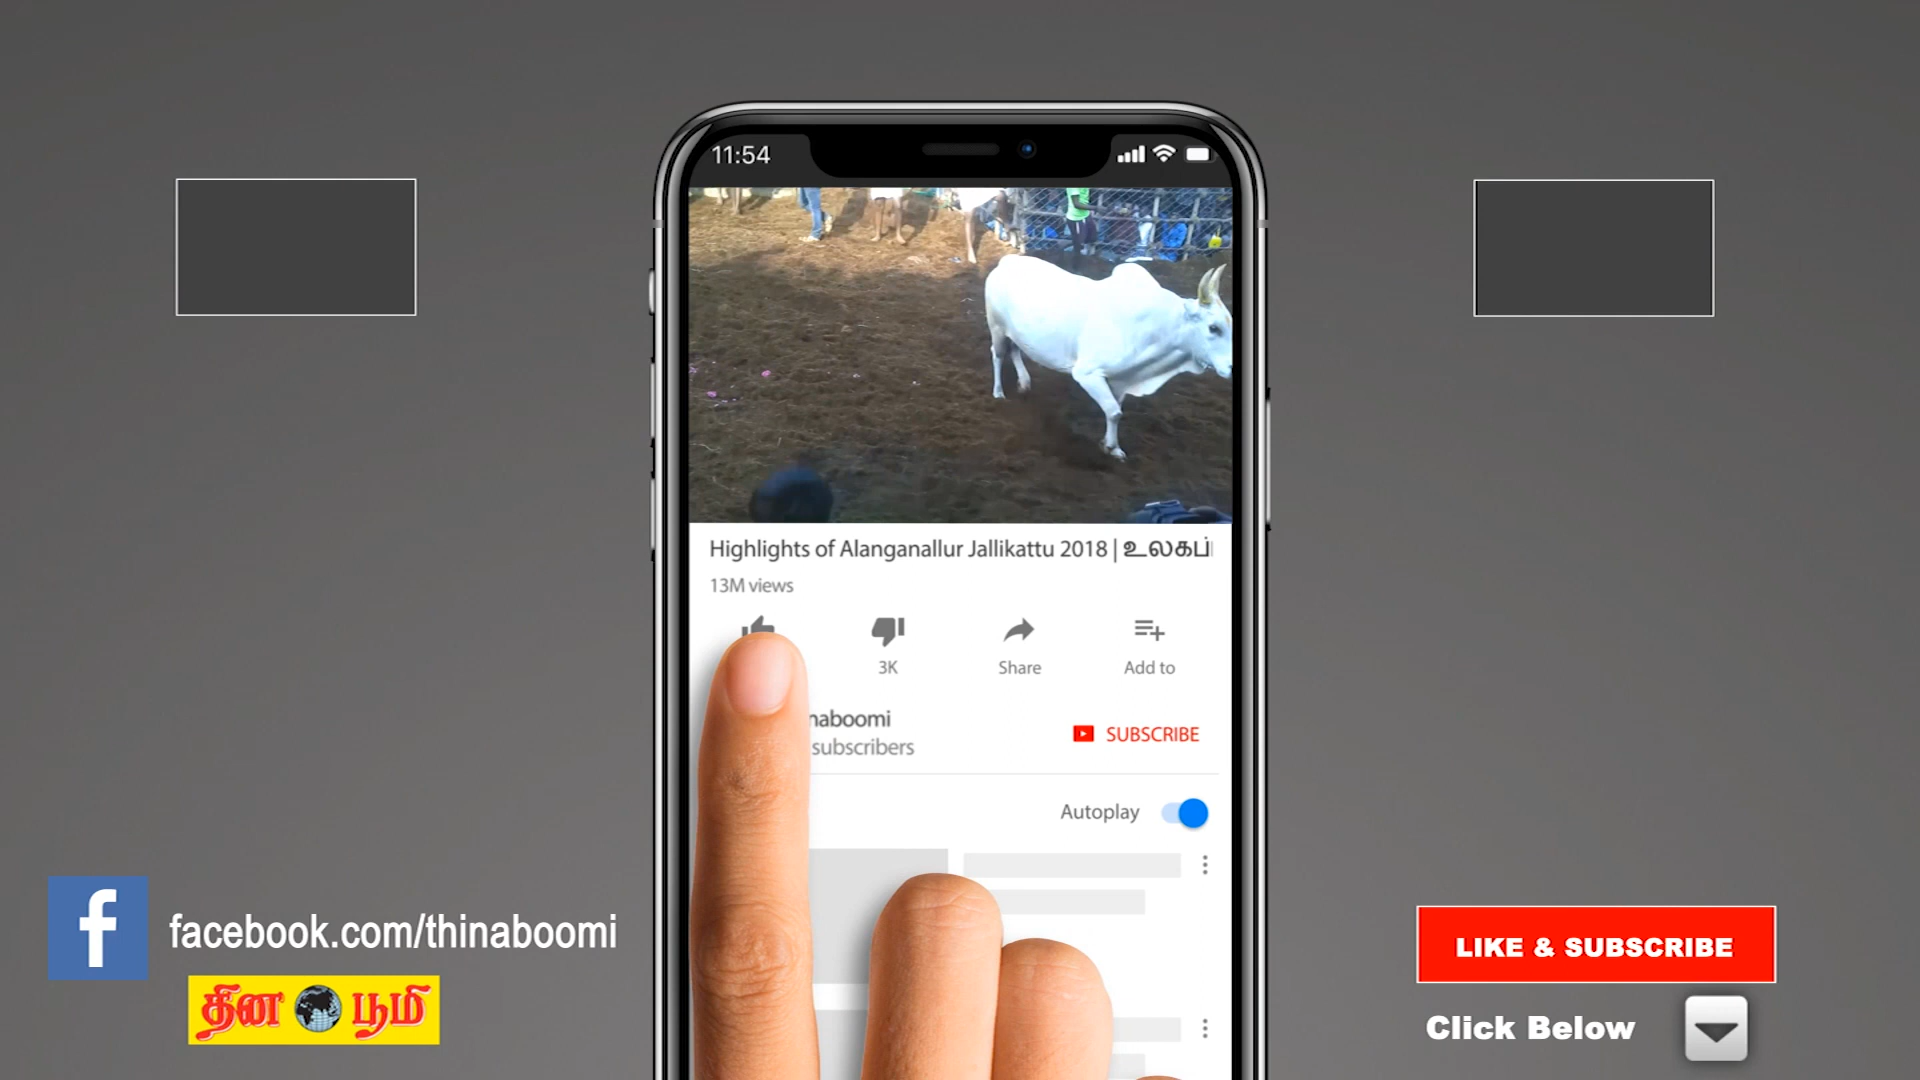 11:54
Highlights of Alanganallur Jallikattu 2018 | உலகப்
13M views
3K
Share
Add to
naboomi
SUBSCRIBE
subscribers
Autoplay
facebook.com/thinaboomi
தின பூமி
LIKE & SUBSCRIBE
Click Below